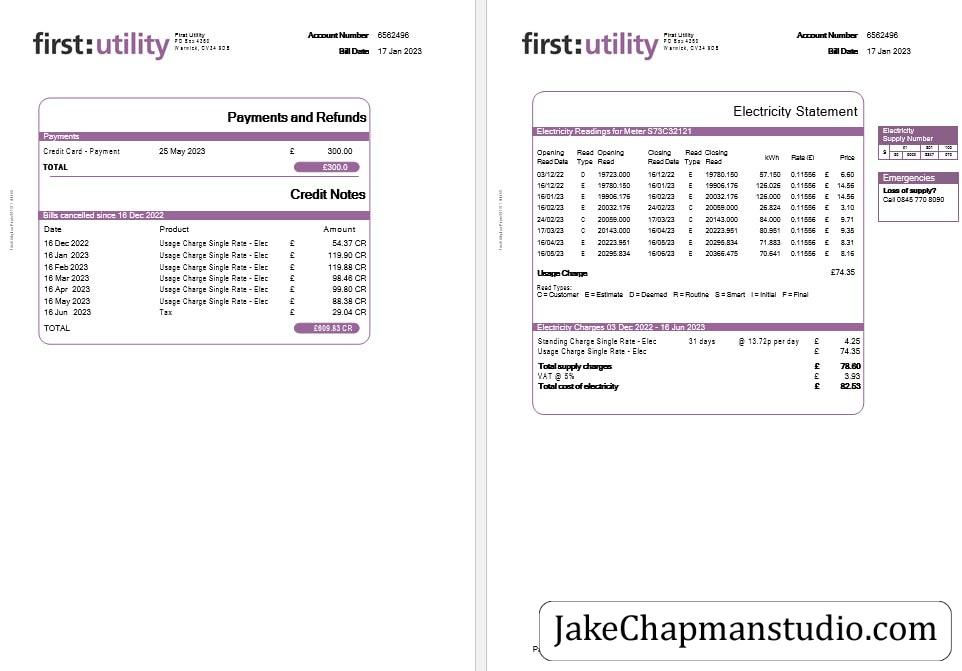 first:utility
First Utility
PO Box 4360
Warwick, CV34 9DB
Account Number 6562496
Bill Date 17 Jan 2023
Payments and Refunds
Payments
Credit Card - Payment 25 May 2023 £ 300.00
TOTAL £300.0
Credit Notes
Bills cancelled since 16 Dec 2022
Date Product Amount
16 Dec 2022 Usage Charge Single Rate - Elec £ 54.37 CR
16 Jan 2023 Usage Charge Single Rate - Elec £ 119.90 CR
16 Feb 2023 Usage Charge Single Rate - Elec £ 119.88 CR
16 Mar 2023 Usage Charge Single Rate - Elec £ 98.46 CR
16 Apr 2023 Usage Charge Single Rate - Elec £ 99.80 CR
16 May 2023 Usage Charge Single Rate - Elec £ 88.38 CR
16 Jun 2023 Tax £ 29.04 CR
TOTAL £609.83 CR
first:utility
First Utility
PO Box 4360
Warwick, CV34 9DB
Account Number 6562496
Bill Date 17 Jan 2023
Electricity Statement
Electricity Readings for Meter S73C32121
Opening Read Date Read Type Opening Read Closing Read Date Read Type Closing Read kWh Rate (£) Price
03/12/22 D 19723.000 16/12/22 E 19780.150 57.150 0.11556 £ 6.60
16/12/22 E 19780.150 16/01/23 E 19906.176 126.026 0.11556 £ 14.56
16/01/23 E 19906.176 16/02/23 E 20032.176 126.000 0.11556 £ 14.56
16/02/23 E 20032.176 24/02/23 C 20059.000 26.824 0.11556 £ 3.10
24/02/23 C 20059.000 17/03/23 C 20143.000 84.000 0.11556 £ 9.71
17/03/23 C 20143.000 16/04/23 E 20223.951 80.951 0.11556 £ 9.35
16/04/23 E 20223.951 16/05/23 E 20295.834 71.883 0.11556 £ 8.31
16/05/23 E 20295.834 16/06/23 E 20366.475 70.641 0.11556 £ 8.16
Usage Charge £74.35
Read Types:
C = Customer E = Estimate D = Deemed R = Routine S = Smart I = Initial F = Final
Electricity Charges 03 Dec 2022 - 16 Jun 2023
Standing Charge Single Rate - Elec 31 days @ 13.72p per day £ 4.25
Usage Charge Single Rate - Elec £ 74.35
Total supply charges £ 78.60
VAT @ 5% £ 3.93
Total cost of electricity £ 82.53
Electricity
Supply Number
S
Emergencies
Loss of supply?
Call 0845 770 8090
JakeChapmanstudio.com